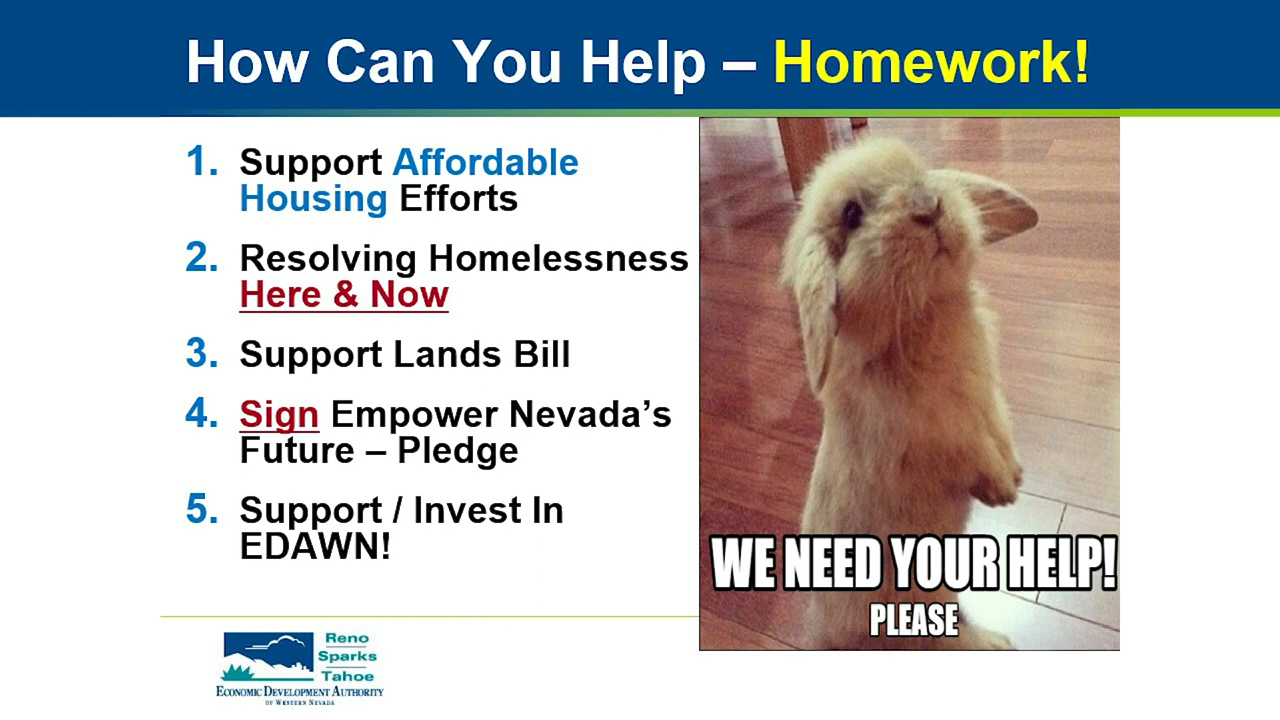 How Can You Help – Homework!
1. Support Affordable
Housing Efforts
2. Resolving Homelessness
Here & Now
3. Support Lands Bill
4. Sign Empower Nevada’s
Future – Pledge
5. Support / Invest In
EDAWN!
WE NEED YOUR HELP!
PLEASE
Reno
Sparks
Tahoe
ECONOMIC DEVELOPMENT AUTHORITY
OF WESTERN NEVADA